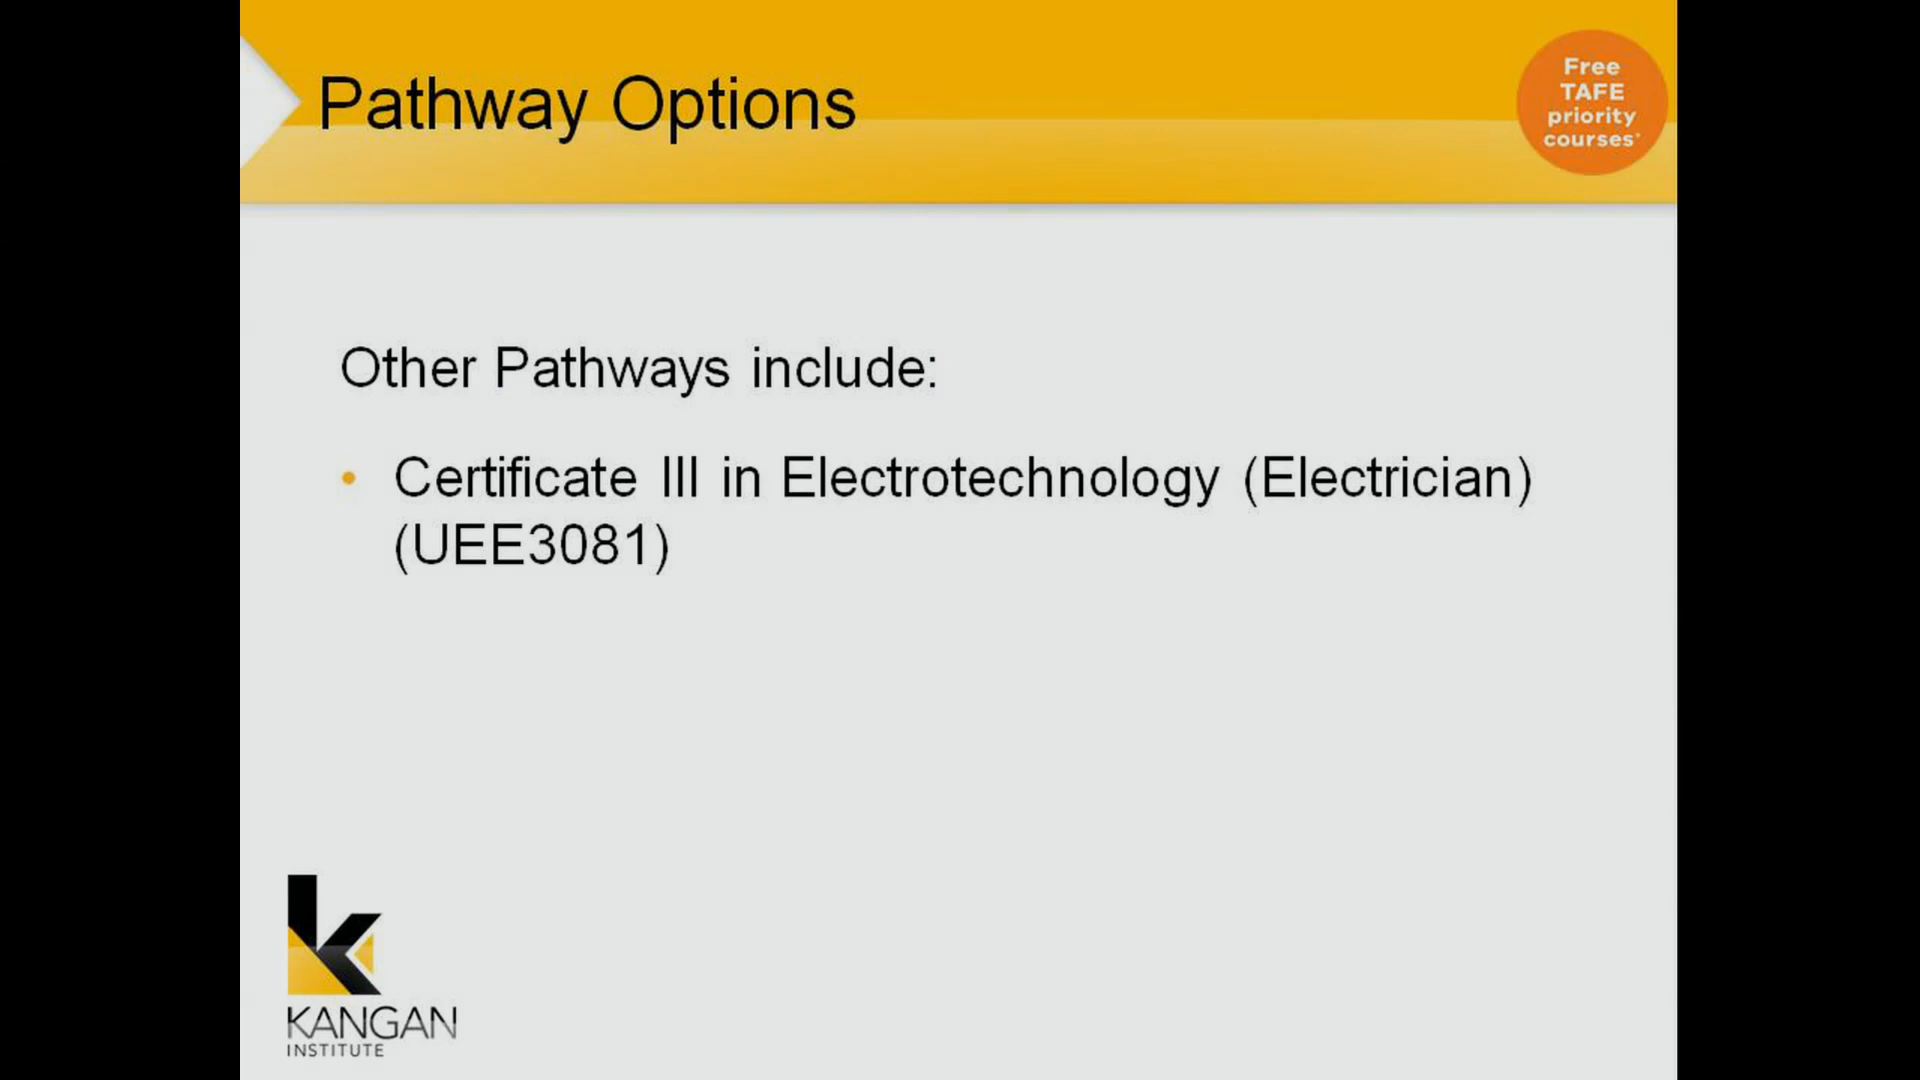 Pathway Options
Free
TAFE
priority
courses*
Other Pathways include:
• Certificate III in Electrotechnology (Electrician)
(UEE3081)
KANGAN
INSTITUTE